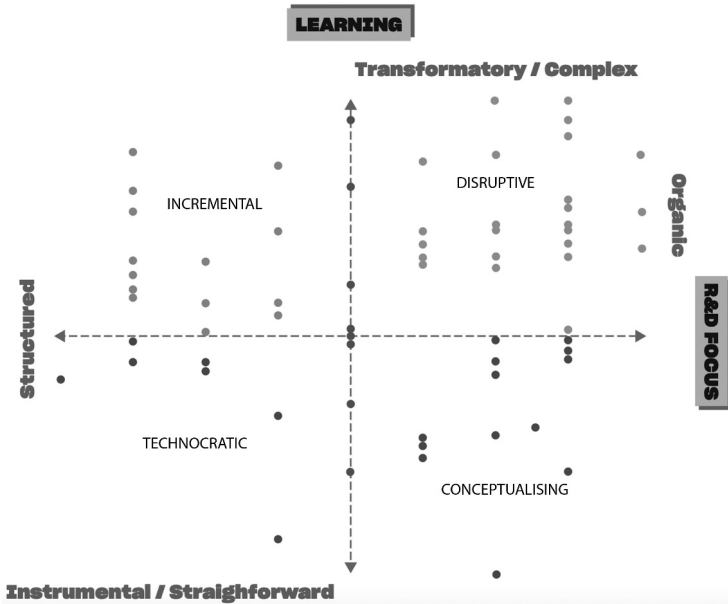 LEARNING
Transformatory / Complex
DISRUPTIVE
INCREMENTAL
Organic
Structured
R&D FOCUS
TECHNOCRATIC
CONCEPTUALISING
Instrumental / Straighforward